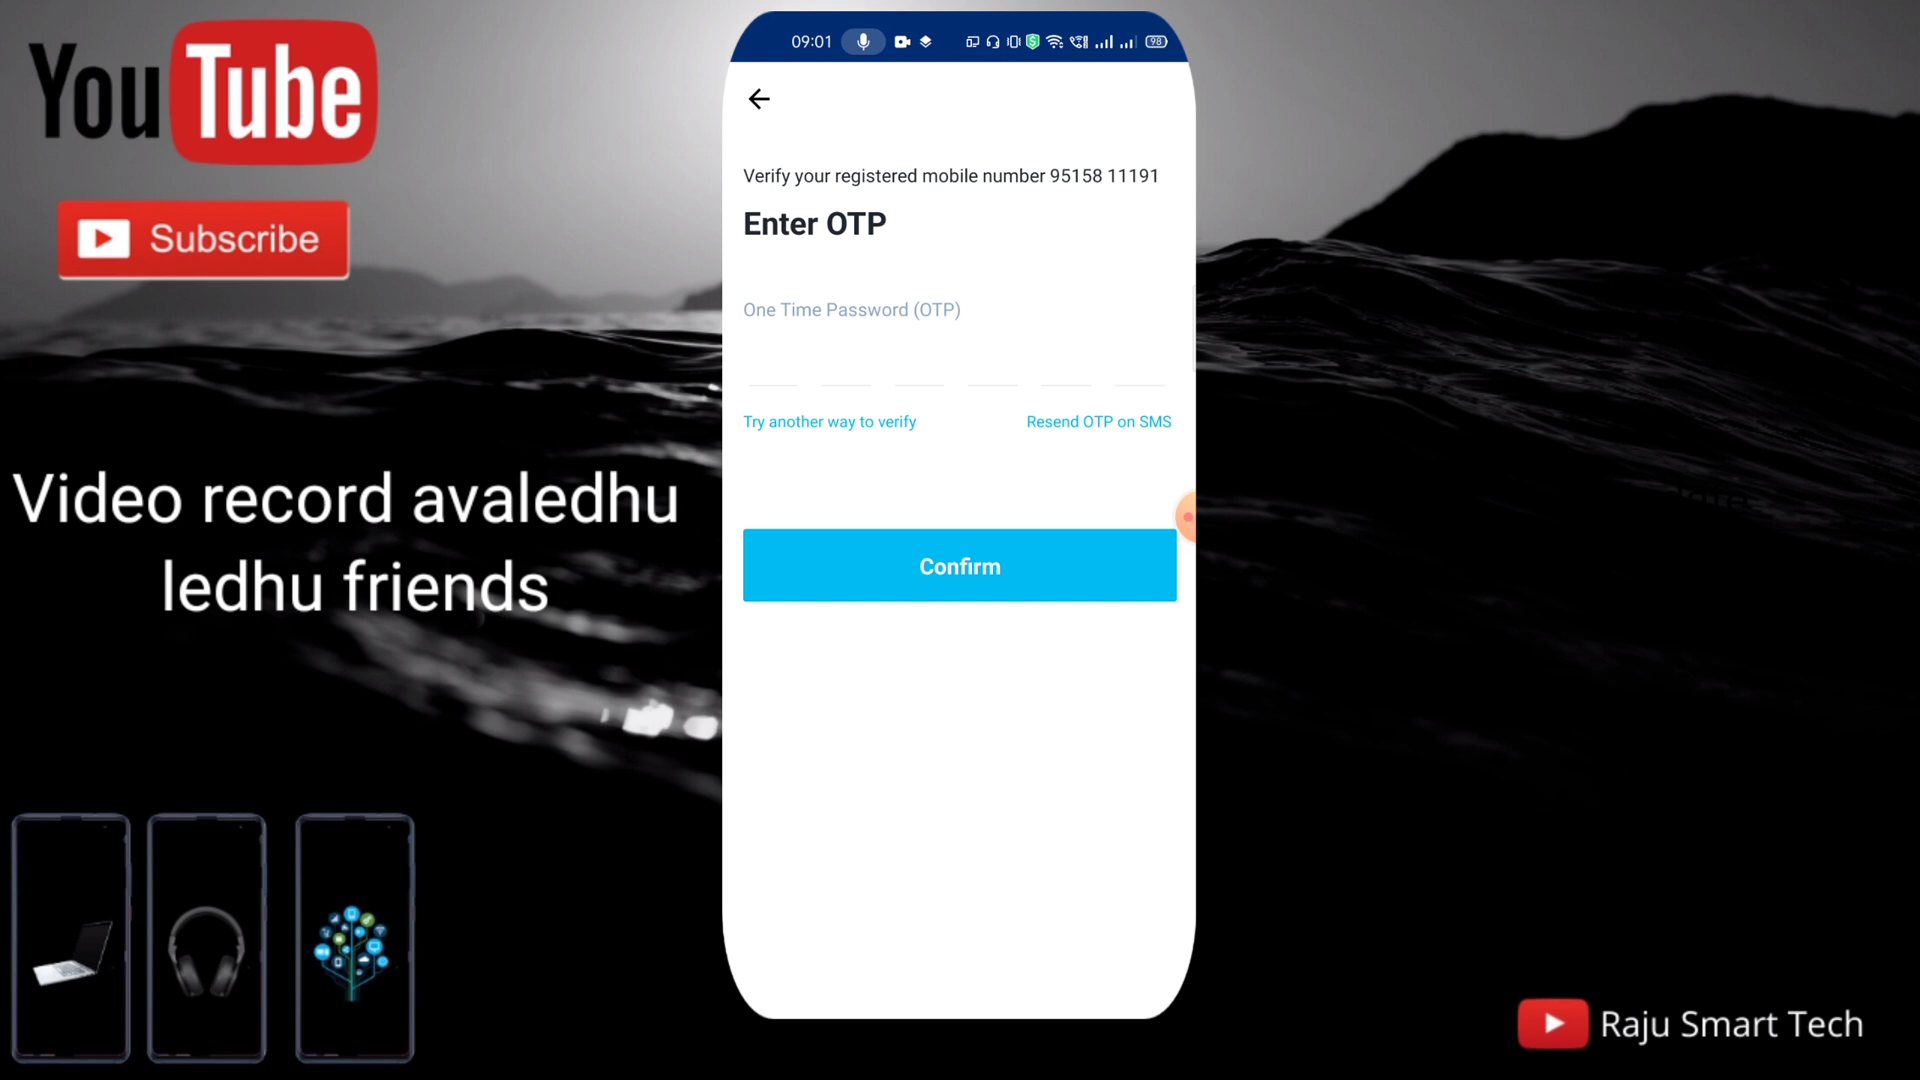 YouTube
Subscribe
Video record avaledhu
ledhu friends
09:01
98
Verify your registered mobile number 95158 11191
Enter OTP
One Time Password (OTP)
Try another way to verify
Resend OTP on SMS
Confirm
Raju Smart Tech